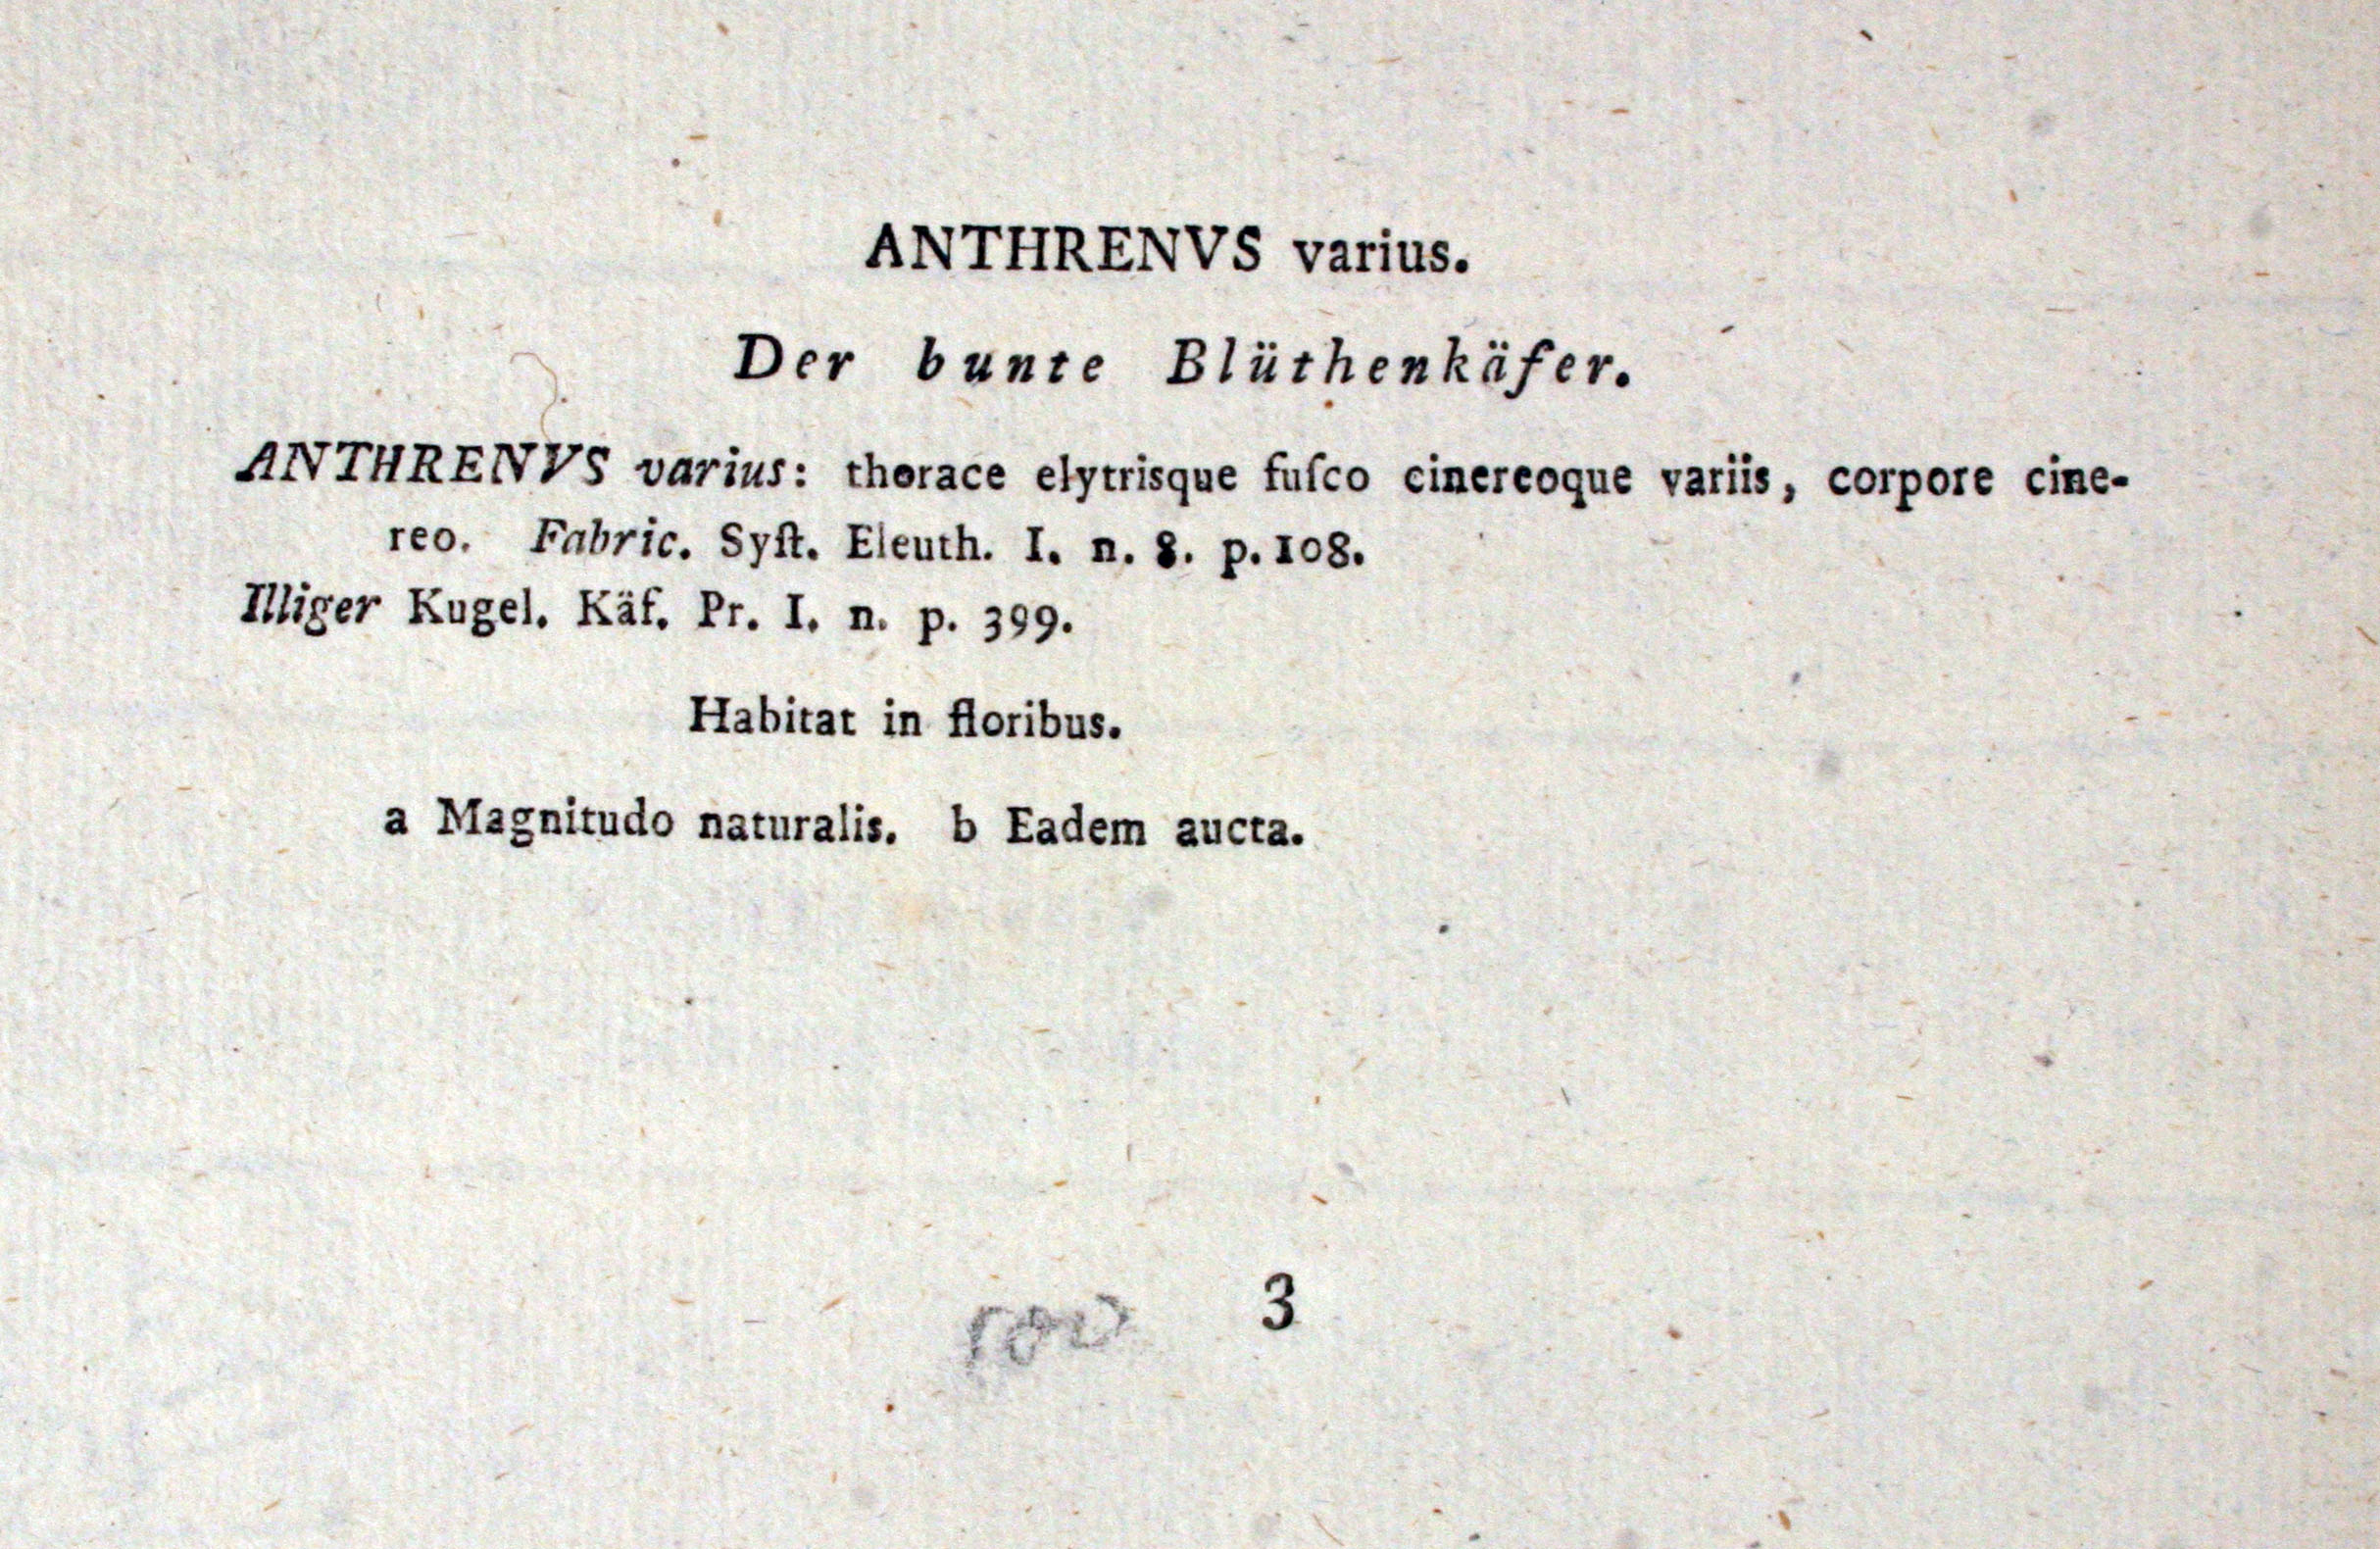 ANTHRENVS varius.
Der bunte Blüthenkäfer.
ANTHRENVS varius: thorace elytrisque fuſco cinereoque variis, corpore cine-
reo. Fabric. Syſt. Eleuth. I. n. 8. p. 108.
Illiger Kugel. Käf. Pr. I. n. p. 399.
Habitat in floribus.
a Magnitudo naturalis. b Eadem aucta.
3